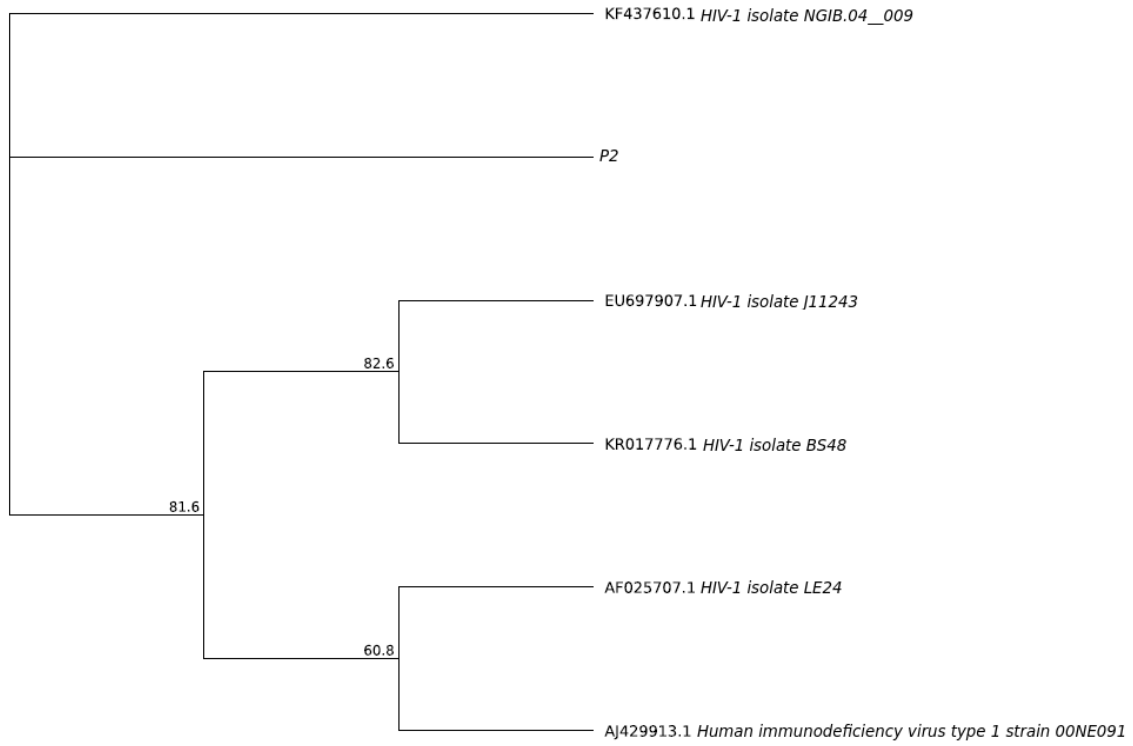 KF437610.1 HIV-1 isolate NGIB.04__009
P2
EU697907.1 HIV-1 isolate J11243
82.6
KR017776.1 HIV-1 isolate BS48
81.6
AF025707.1 HIV-1 isolate LE24
60.8
AJ429913.1 Human immunodeficiency virus type 1 strain 00NE091